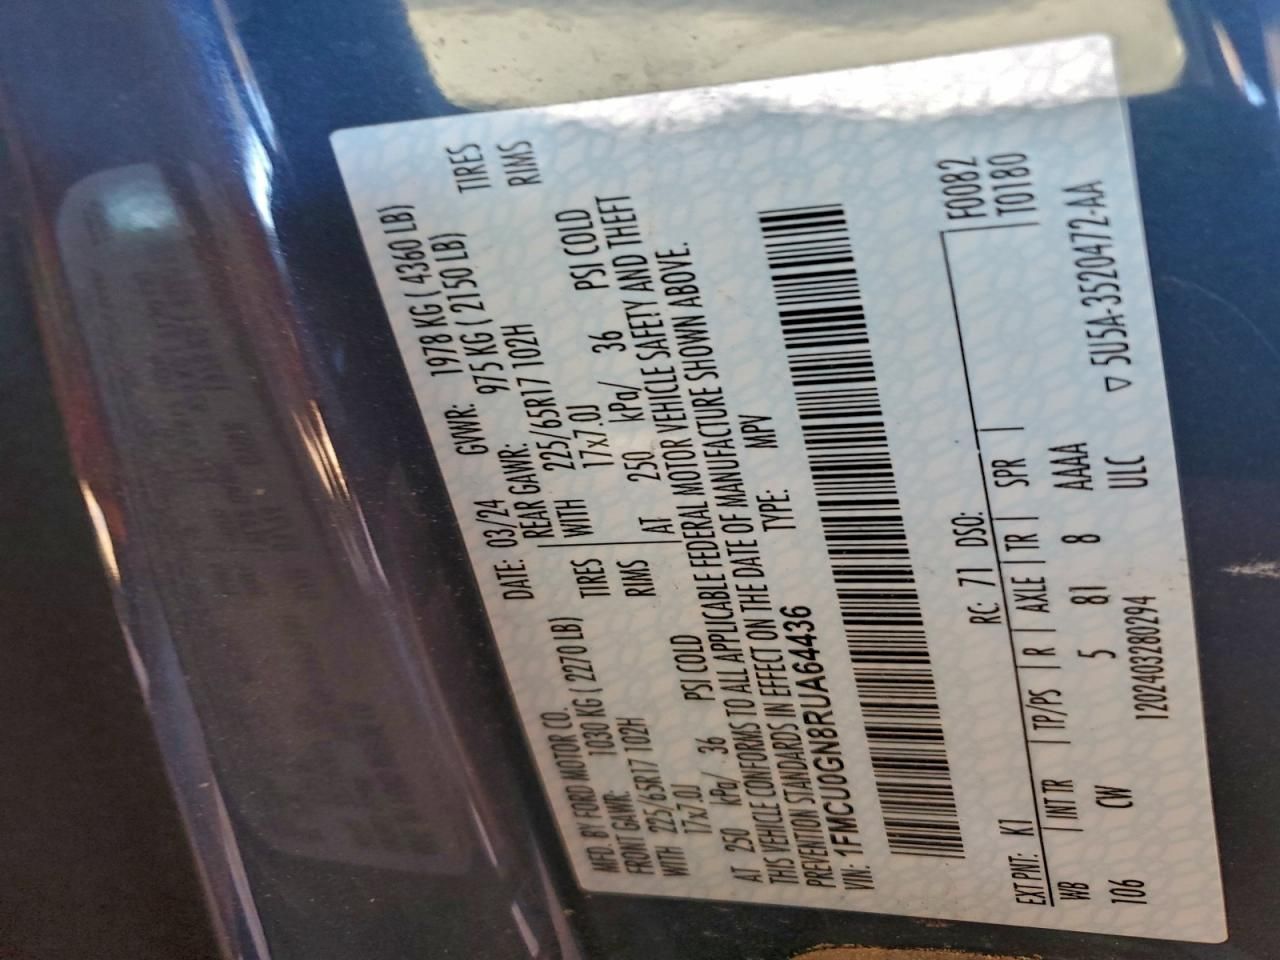 MFD. BY FORD MOTOR CO.
DATE: 03/24 GVWR: 1978 KG ( 4360 LB)
FRONT GAWR: 1030 KG ( 2270 LB) REAR GAWR: 975 KG ( 2150 LB)
WITH 225/65R17 102H TIRES WITH 225/65R17 102H TIRES
17x7.0J RIMS 17x7.0J RIMS
AT 250 kPa/ 36 PSI COLD AT 250 kPa/ 36 PSI COLD
THIS VEHICLE CONFORMS TO ALL APPLICABLE FEDERAL MOTOR VEHICLE SAFETY AND THEFT
PREVENTION STANDARDS IN EFFECT ON THE DATE OF MANUFACTURE SHOWN ABOVE.
VIN: 1FMCU0GN8RUA64436 TYPE: MPV
F0082
T0180
EXT PNT: K1 RC: 71 DSO:
WB | INT TR | TP/PS | R | AXLE | TR | SPR |
106 CW 5 81 8 AAAA
120240328029​4 ULC ▽ 5U5A-3520472-AA